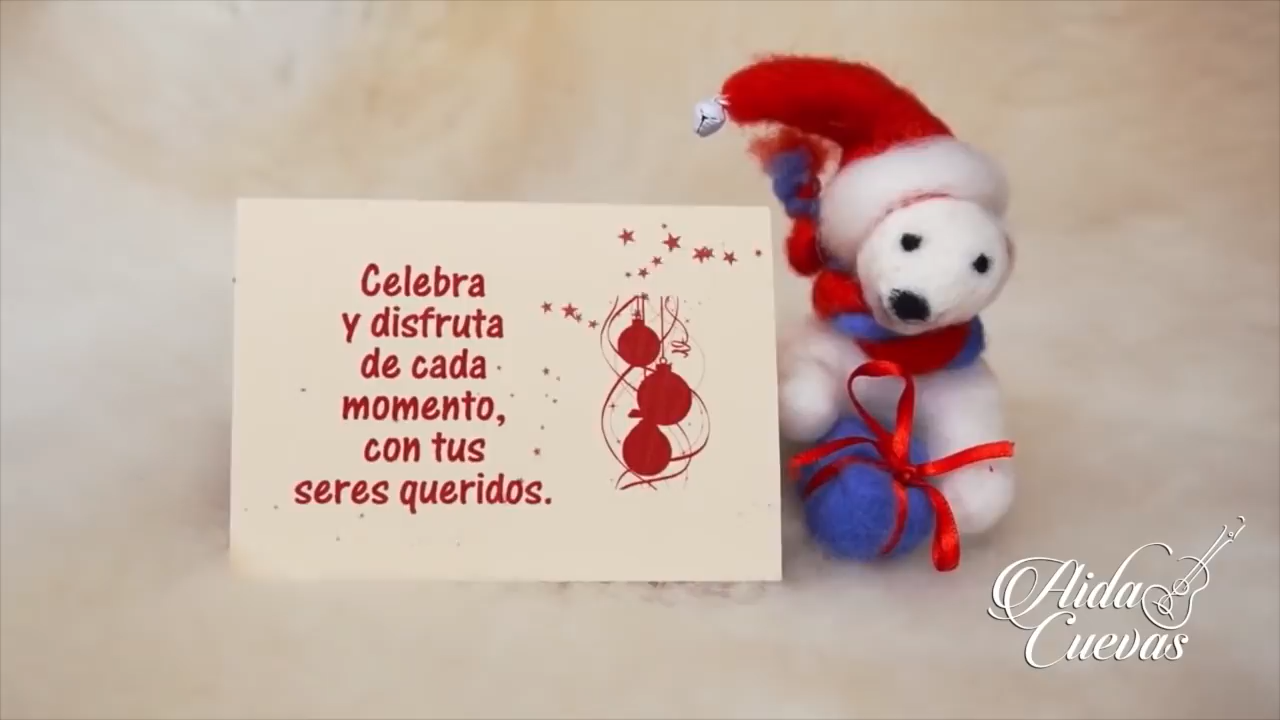 Celebra
y disfruta
de cada
momento,
con tus
seres queridos.
Aida
Cuevas